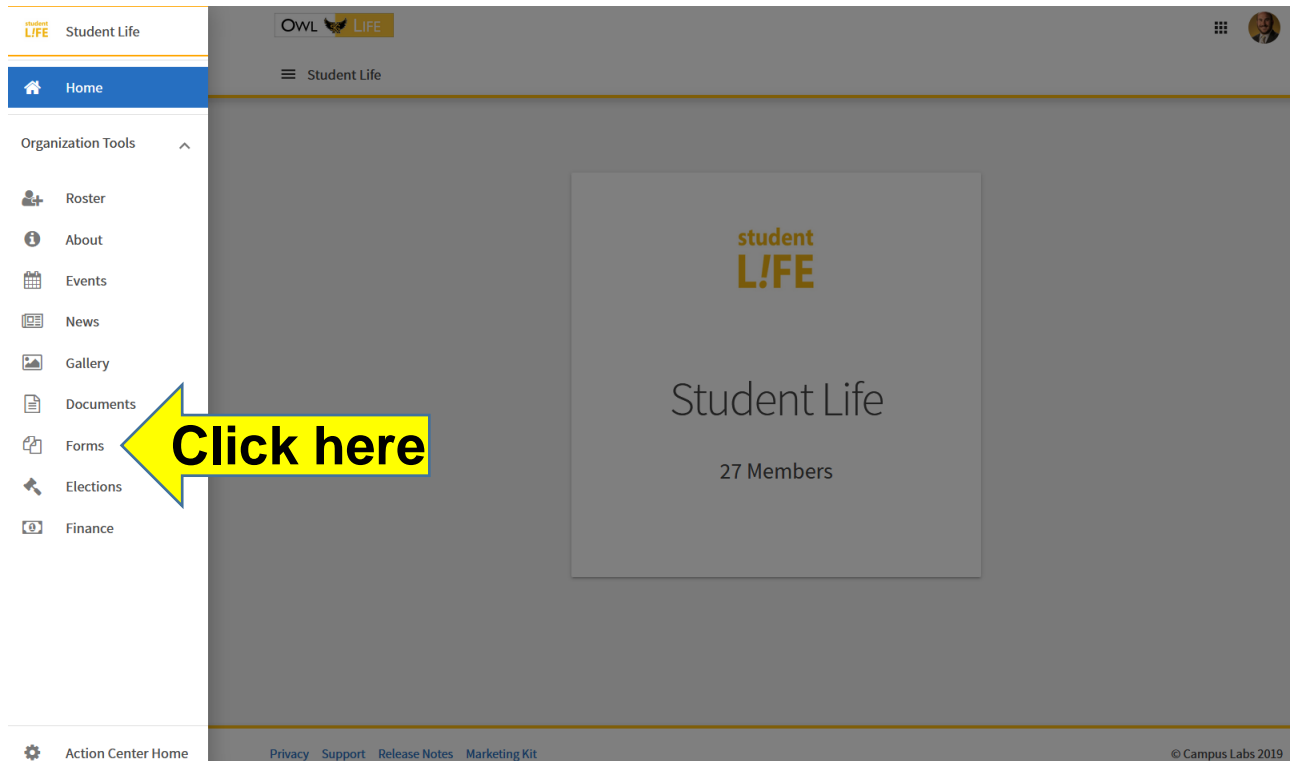 student
L!FE
Student Life
Home
Organization Tools
Roster
About
Events
News
Gallery
Documents
Forms
Elections
Finance
Action Center Home
Click here
OWL LIFE
Student Life
student
L!FE
Student Life
27 Members
Privacy Support Release Notes Marketing Kit
© Campus Labs 2019